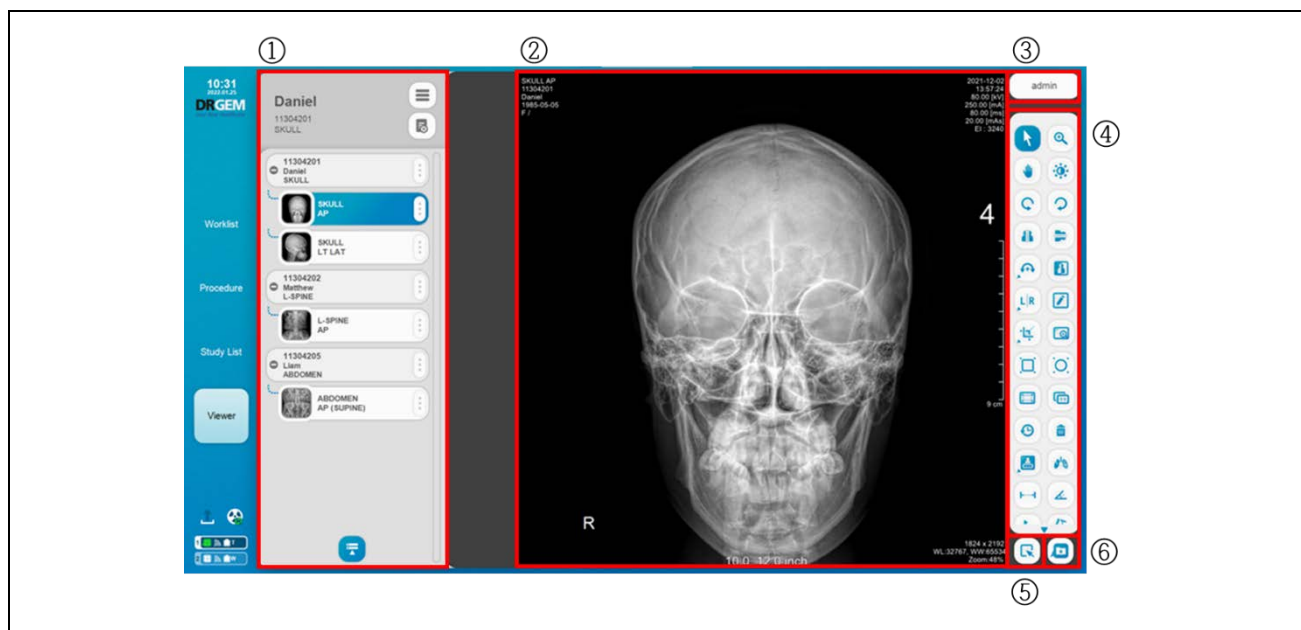 ①
②
③
④
⑤
⑥
10:31
2022.01.25
DRGEM
Worklist
Procedure
Study List
Viewer
Daniel
11304201
SKULL
11304201
Daniel
SKULL
SKULL
AP
SKULL
LT LAT
11304202
Matthew
L-SPINE
L-SPINE
AP
11304205
Liam
ABDOMEN
ABDOMEN
AP (SUPINE)
SKULL AP
11304201
Daniel
1985-05-05
F /
2021-12-02
13:57:24
80.00 [kV]
250.00 [mA]
80.00 [ms]
20.00 [mAs]
EI : 3240
4
9 cm
R
10.0 12.0 inch
1824 x 2192
WL:32767, WW:65534
Zoom:48%
admin
L R